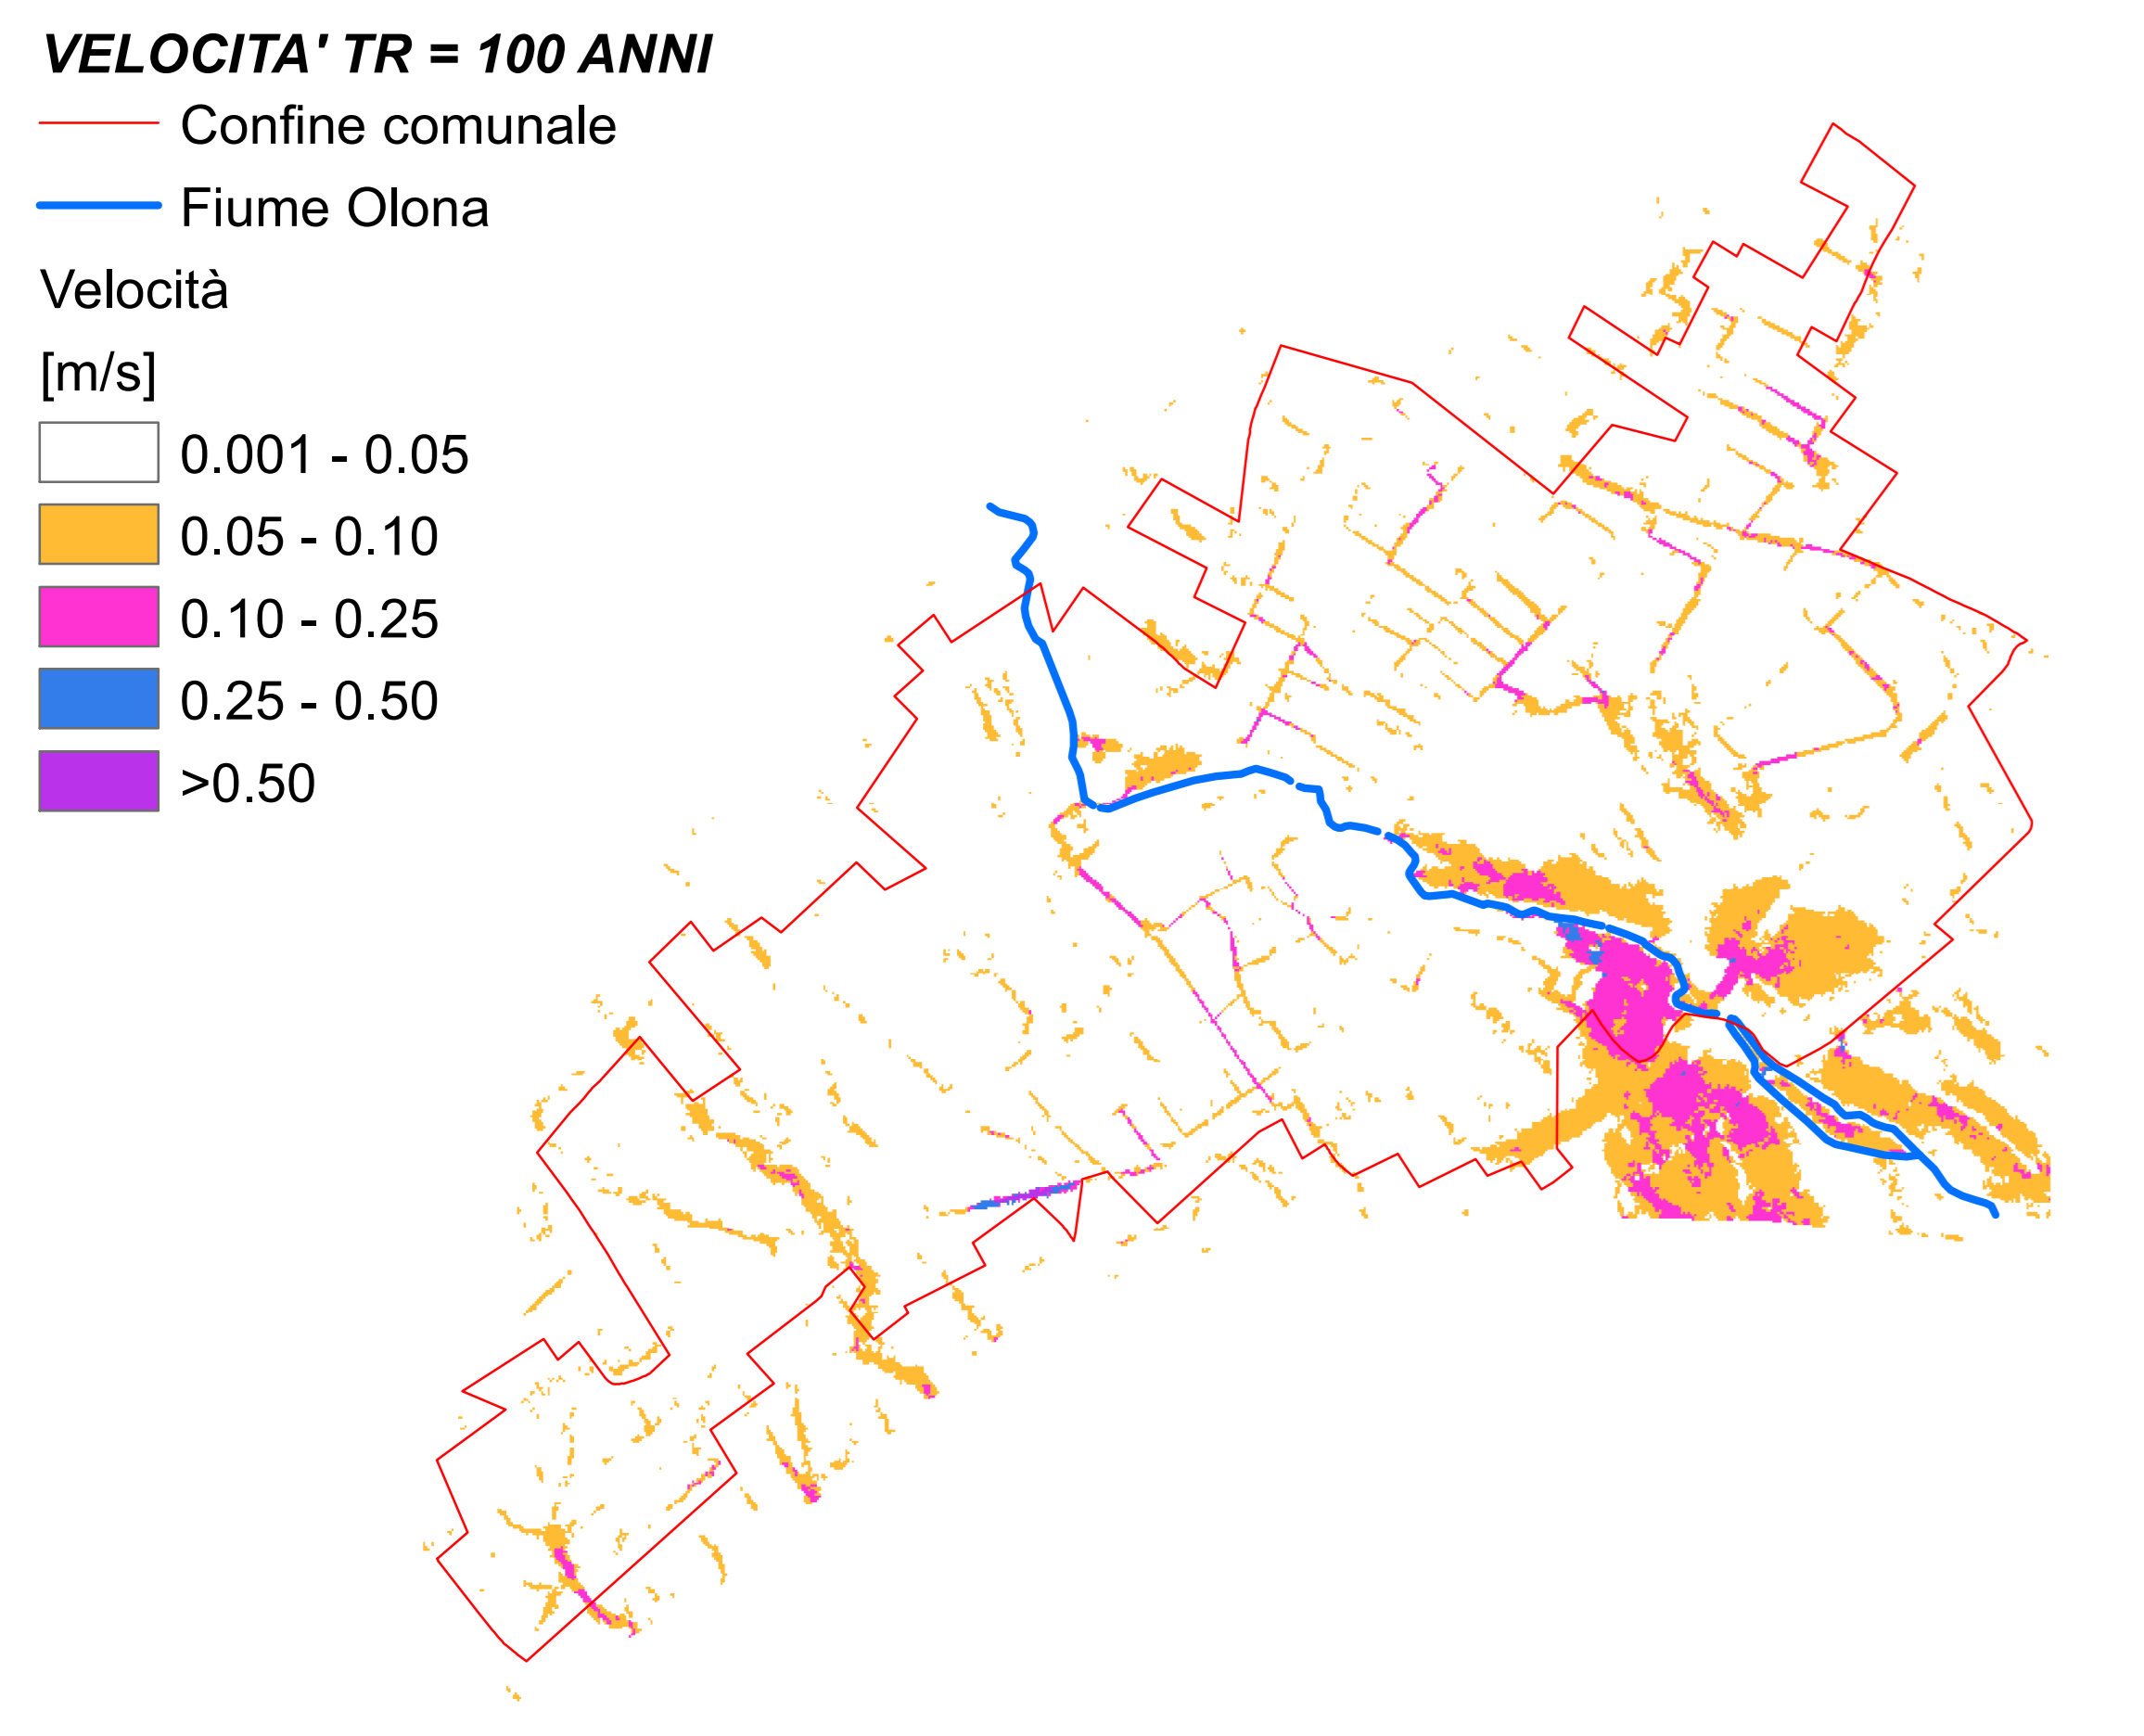 VELOCITA' TR = 100 ANNI
Confine comunale
Fiume Olona
Velocità
[m/s]
0.001 - 0.05
0.05 - 0.10
0.10 - 0.25
0.25 - 0.50
>0.50